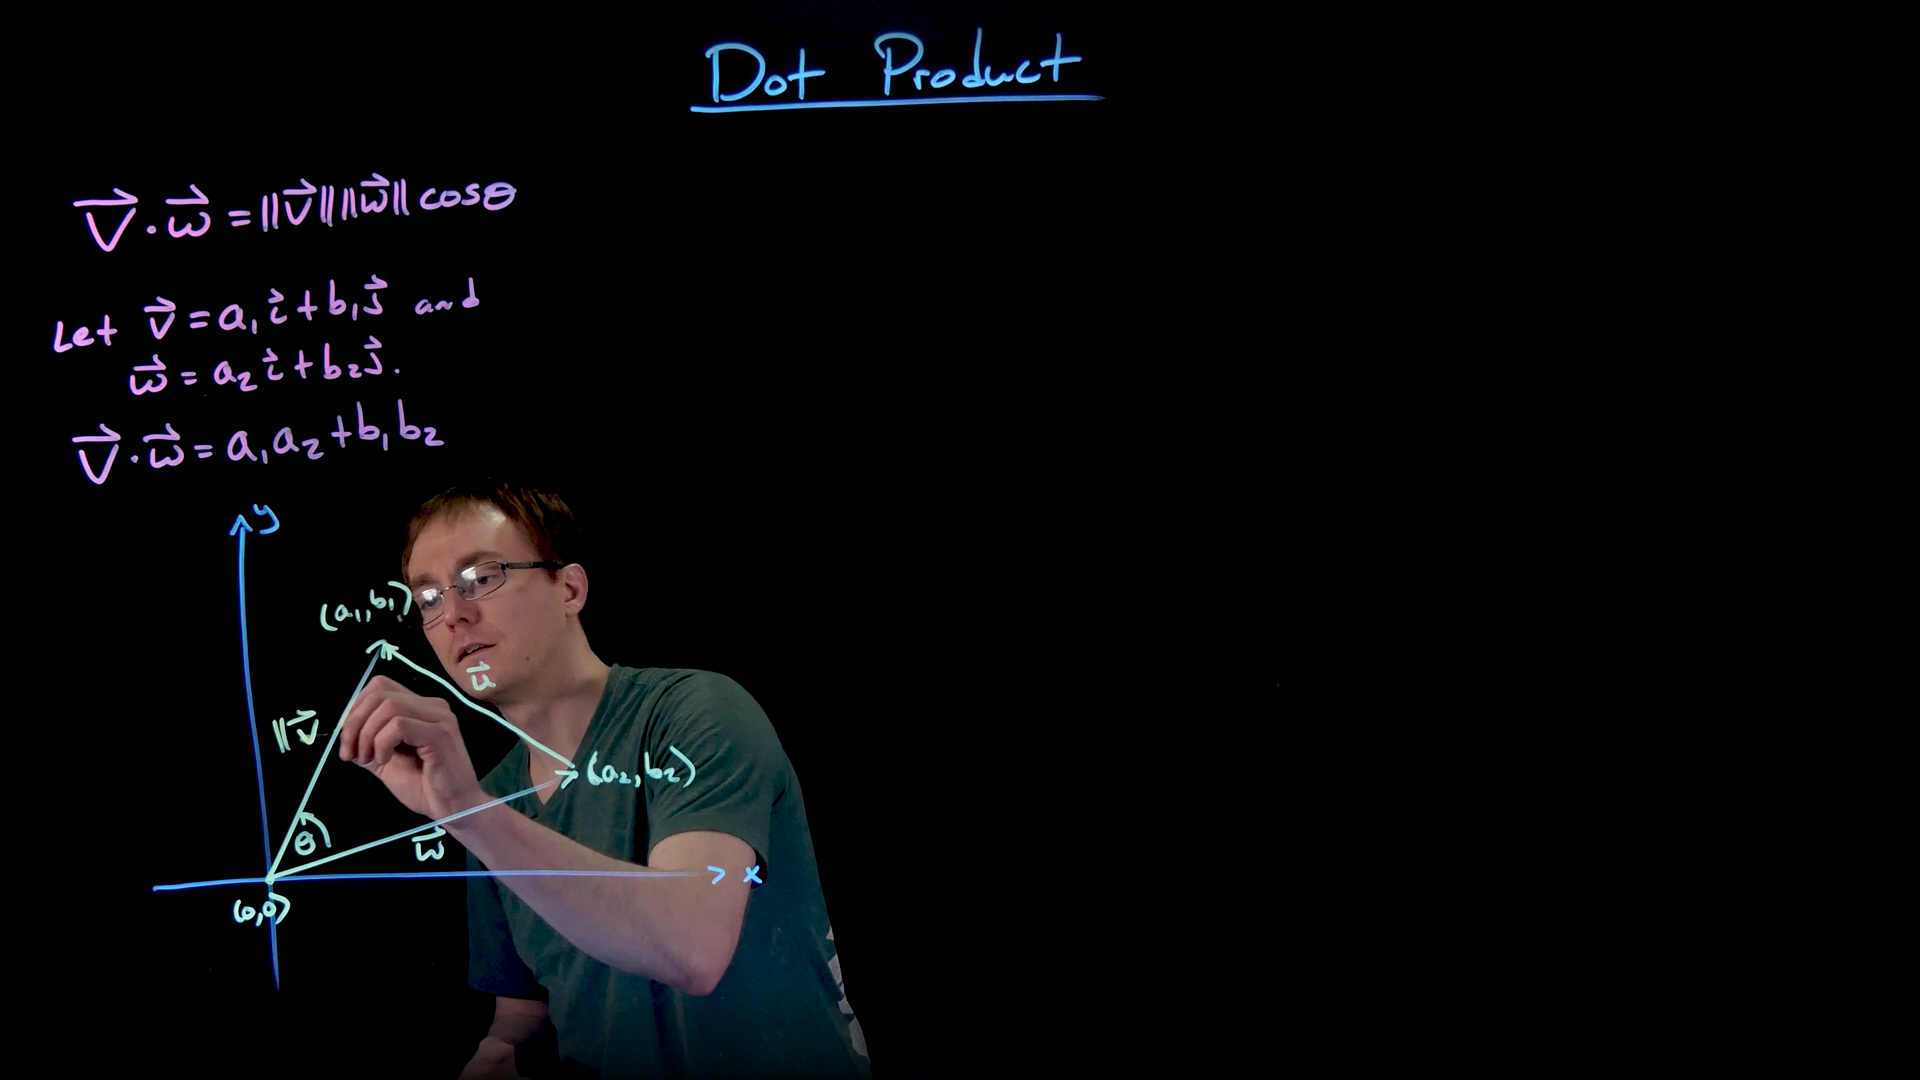 Dot Product
v⃗ · w⃗ = ||v⃗|| ||w⃗|| cosθ
Let v⃗ = a₁i⃗ + b₁j⃗ and
w⃗ = a₂i⃗ + b₂j⃗.
v⃗ · w⃗ = a₁a₂ + b₁b₂
y
(a₁, b₁)
u⃗
||v⃗
(a₂, b₂)
θ
w⃗
x
(0,0)